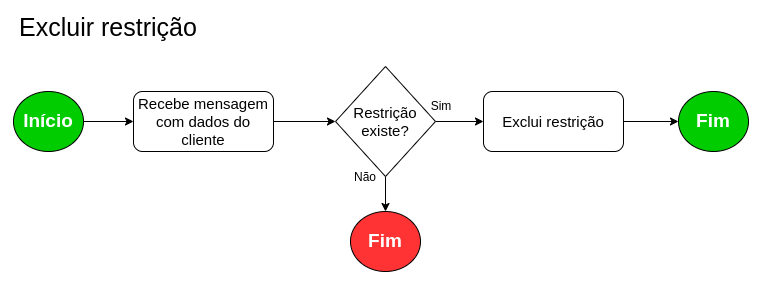 Excluir restrição
Início
Recebe mensagem
com dados do
cliente
Restrição
existe?
Sim
Exclui restrição
Fim
Não
Fim